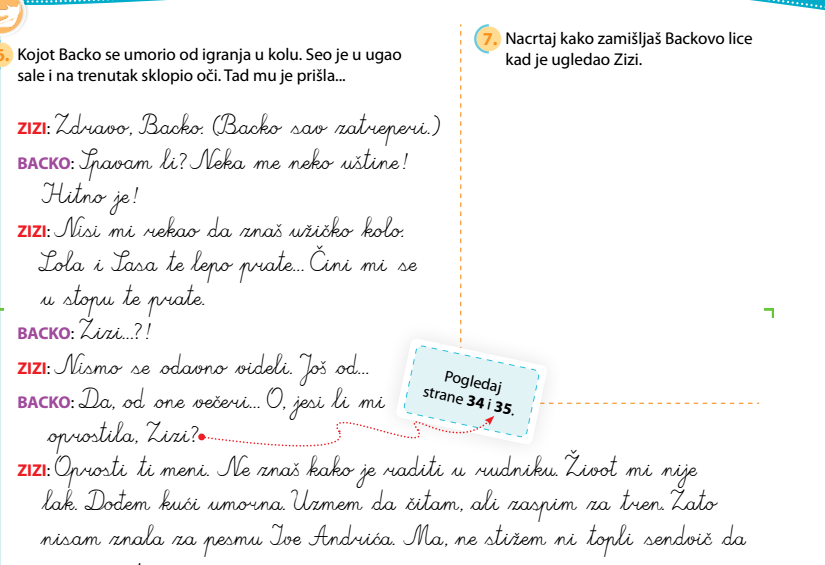 6. Kojot Backo se umorio od igranja u kolu. Seo je u ugao
sale i na trenutak sklopio oči. Tad mu je prišla...
ZIZI: Zdravo, Backo. (Backo sav zatreperi.)
BACKO: Spavam li? Neka me neko uštine!
Hitno je!
ZIZI: Nisi mi rekao da znaš užičko kolo.
Lola i Lasa te lepo prate... Čini mi se
u stopu te prate.
BACKO: Zizi...?!
ZIZI: Nismo se odavno videli. Još od...
BACKO: Da, od one večeri... O, jesi li mi
oprostila, Zizi?
ZIZI: Oprosti ti meni. Ne znaš kako je raditi u rudniku. Život mi nije
lak. Dođem kući umorna. Uzmem da čitam, ali zaspim za tren. Zato
nisam znala za pesmu Ive Andrića. Ma, ne stižem ni topli sendvič da
7. Nacrtaj kako zamišljaš Backovo lice
kad je ugledao Zizi.
Pogledaj
strane 34 i 35.